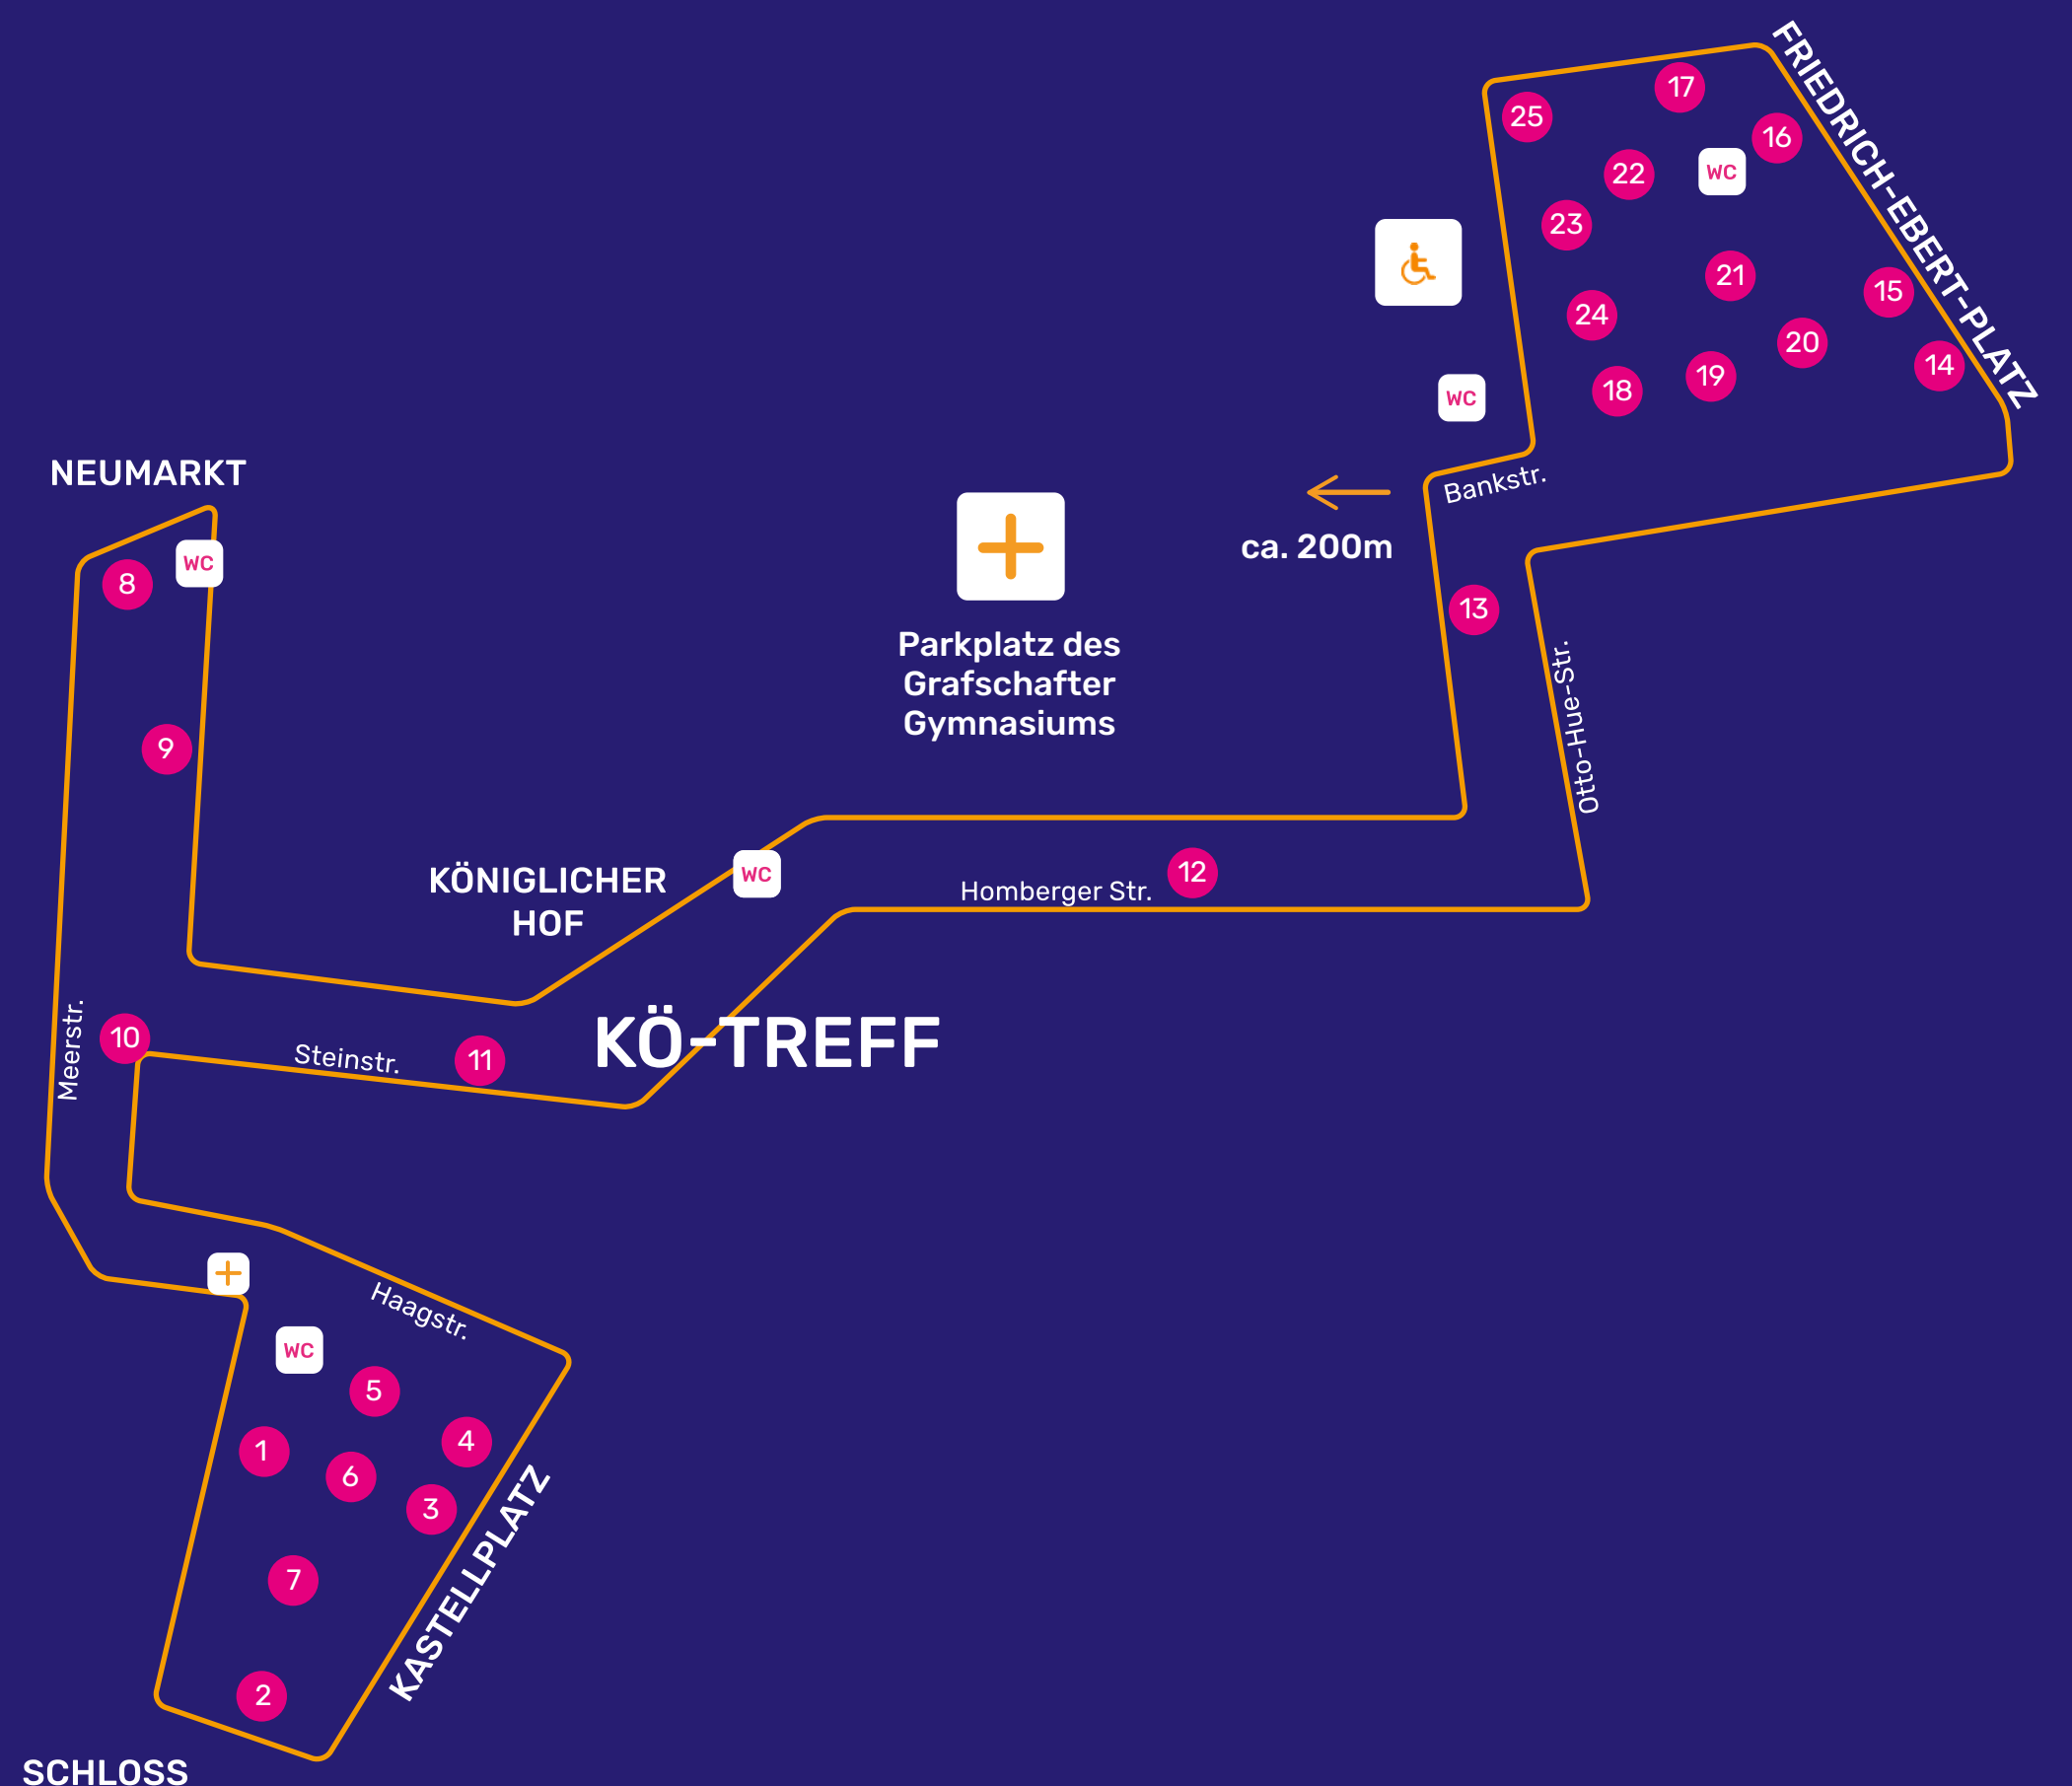 FRIEDRICH-EBERT-PLATZ
17
25
16
WC
22
23
21
15
24
20
14
19
18
WC
Bankstr.
NEUMARKT
ca. 200m
WC
8
13
Parkplatz des
Grafschafter
Gymnasiums
Otto-Hue-Str.
9
KÖNIGLICHER
HOF
WC
12
Homberger Str.
Meerstr.
10
Steinstr.
11
KÖ-TREFF
Haagstr.
WC
5
4
1
6
3
KASTELLPLATZ
7
2
SCHLOSS